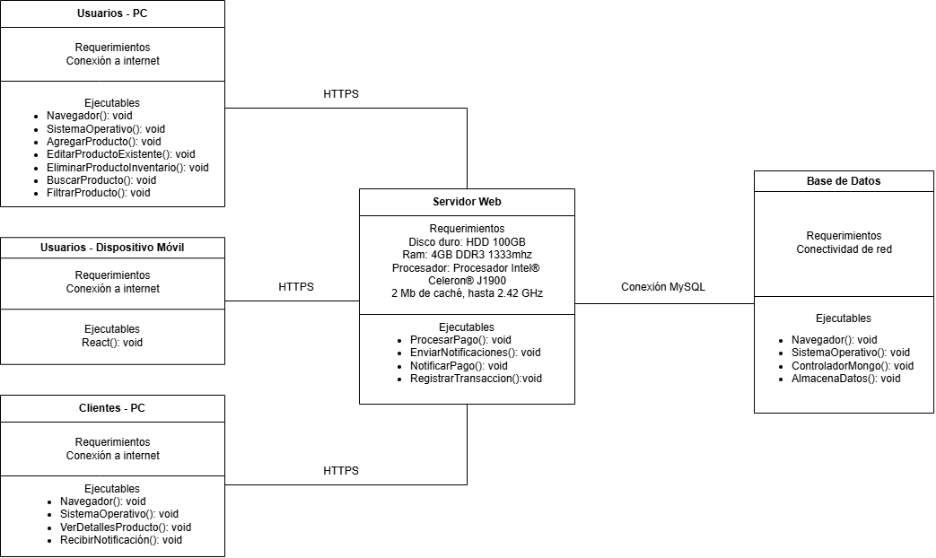 Usuarios - PC
Requerimientos
Conexión a internet
Ejecutables
Navegador(): void
SistemaOperativo(): void
AgregarProducto(): void
EditarProductoExistente(): void
EliminarProductoInventario(): void
BuscarProducto(): void
FiltrarProducto(): void
HTTPS
Usuarios - Dispositivo Móvil
Requerimientos
Conexión a internet
Ejecutables
React(): void
HTTPS
Clientes - PC
Requerimientos
Conexión a internet
Ejecutables
Navegador(): void
SistemaOperativo(): void
VerDetallesProducto(): void
RecibirNotificación(): void
HTTPS
Servidor Web
Requerimientos
Disco duro: HDD 100GB
Ram: 4GB DDR3 1333mhz
Procesador: Procesador Intel®
Celeron® J1900
2 Mb de caché, hasta 2.42 GHz
Ejecutables
ProcesarPago(): void
EnviarNotificaciones(): void
NotificarPago(): void
RegistrarTransaccion():void
Conexión MySQL
Base de Datos
Requerimientos
Conectividad de red
Ejecutables
Navegador(): void
SistemaOperativo(): void
ControladorMongo(): void
AlmacenaDatos(): void